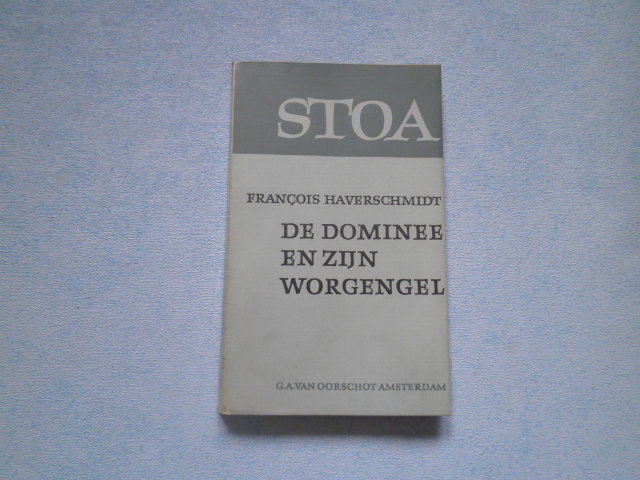 STOA
FRANÇOIS HAVERSCHMIDT
DE DOMINEE
EN ZIJN
WORGENGEL
G.A. VAN OORSCHOT AMSTERDAM